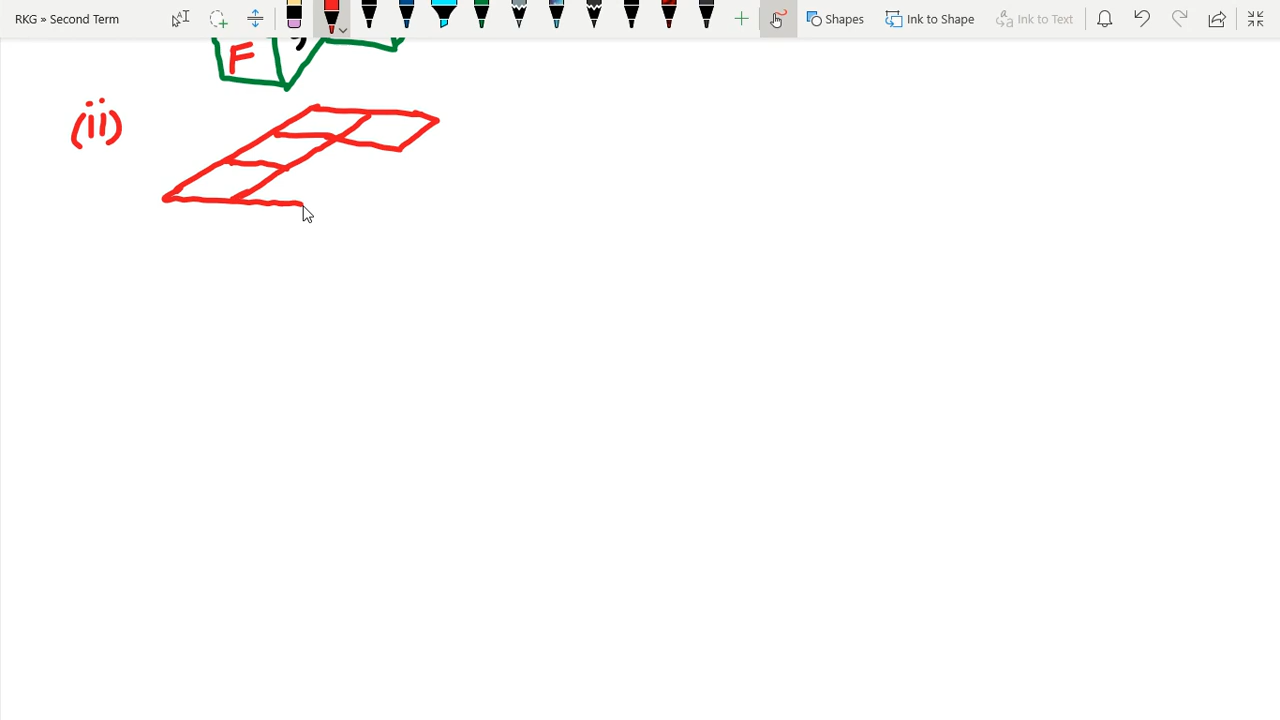 RKG » Second Term
Shapes
Ink to Shape
Ink to Text
F
(ii)